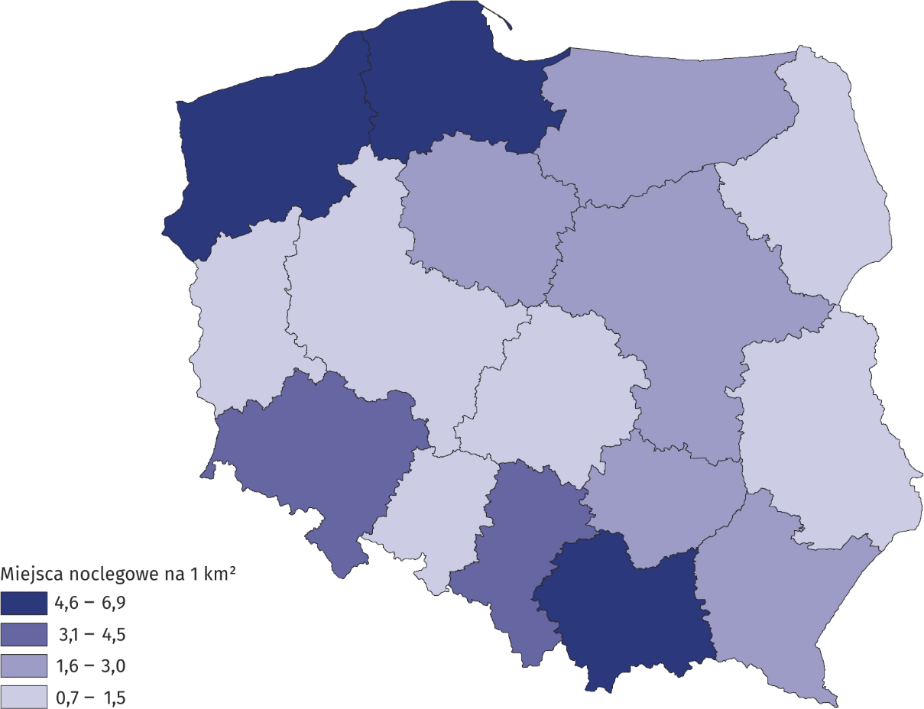 Miejsca noclegowe na 1 km²
4,6 – 6,9
3,1 – 4,5
1,6 – 3,0
0,7 – 1,5